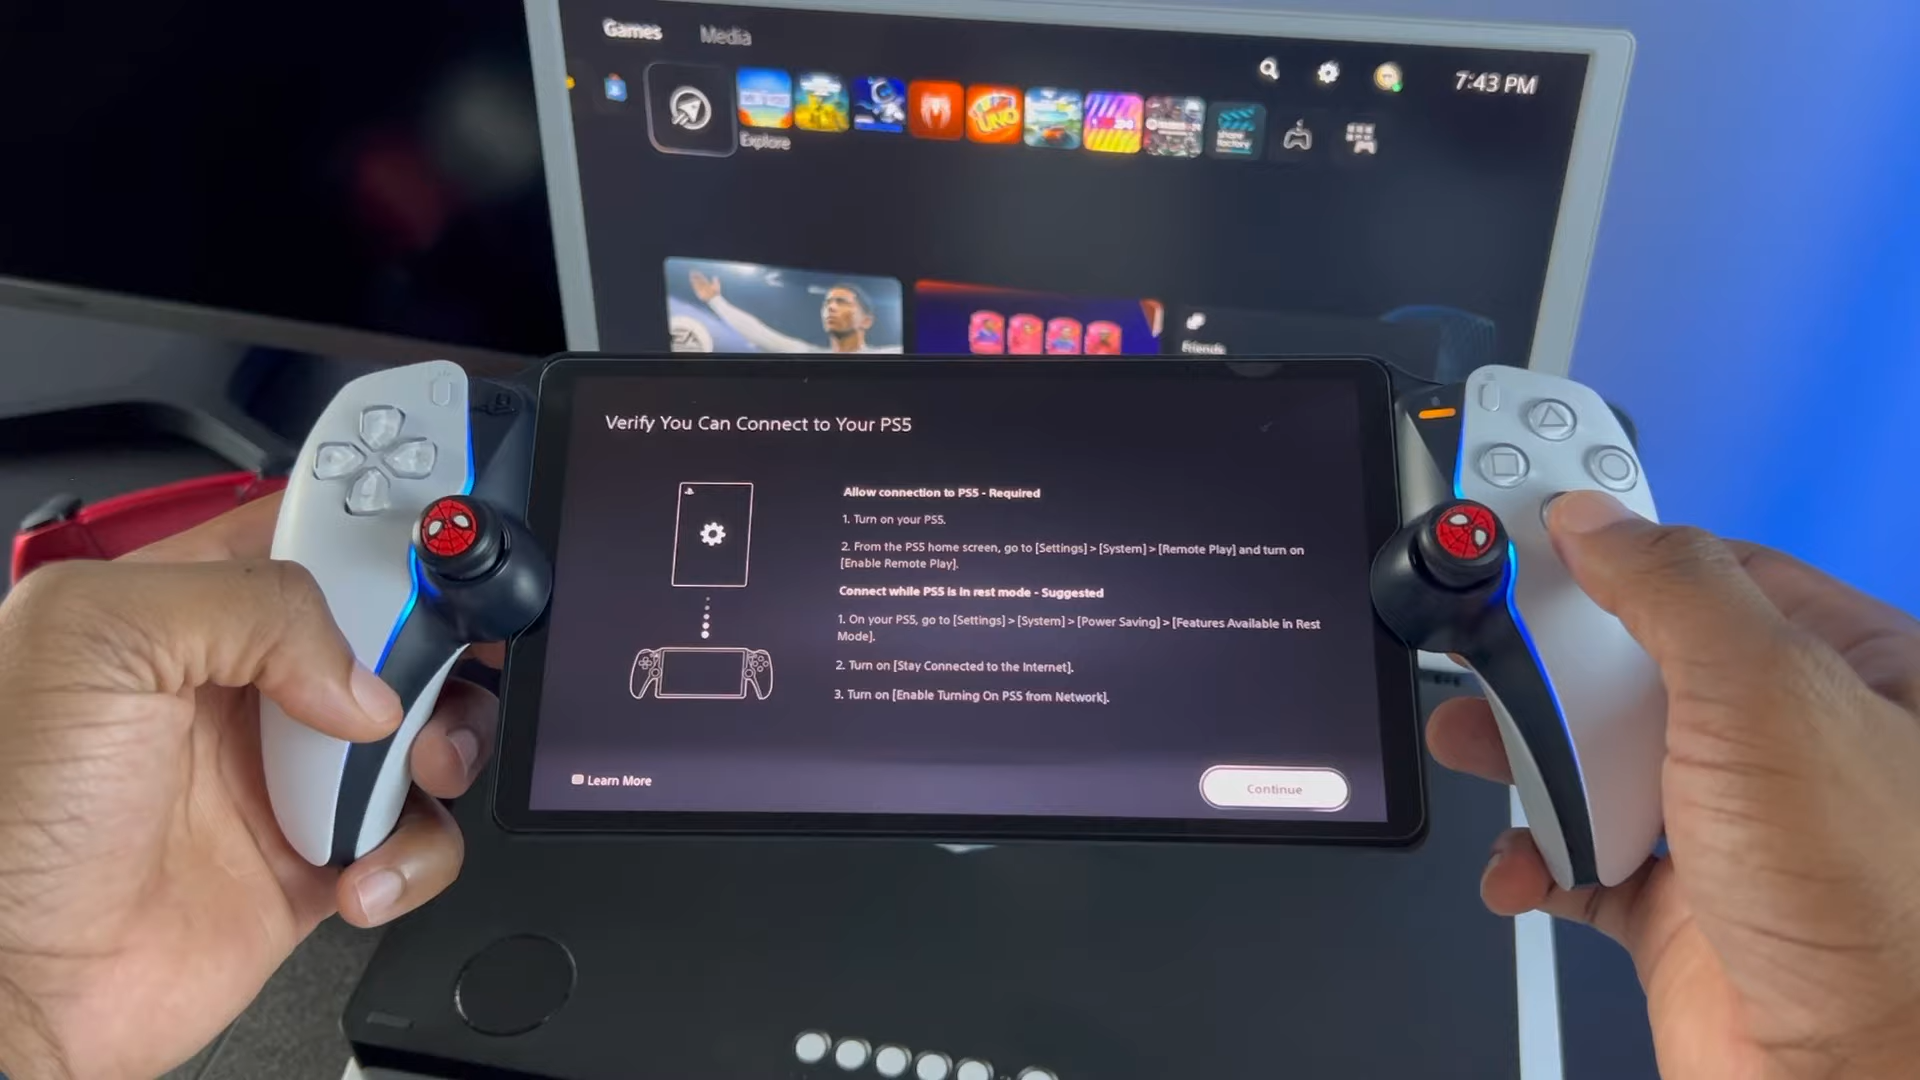 Games Media
7:43 PM
Explore
UNO
share
factory
EA
Friends
Verify You Can Connect to Your PS5
Allow connection to PS5 - Required
1. Turn on your PS5.
2. From the PS5 home screen, go to [Settings] > [System] > [Remote Play] and turn on
[Enable Remote Play].
Connect while PS5 is in rest mode - Suggested
1. On your PS5, go to [Settings] > [System] > [Power Saving] > [Features Available in Rest
Mode].
2. Turn on [Stay Connected to the Internet].
3. Turn on [Enable Turning On PS5 from Network].
Learn More
Continue